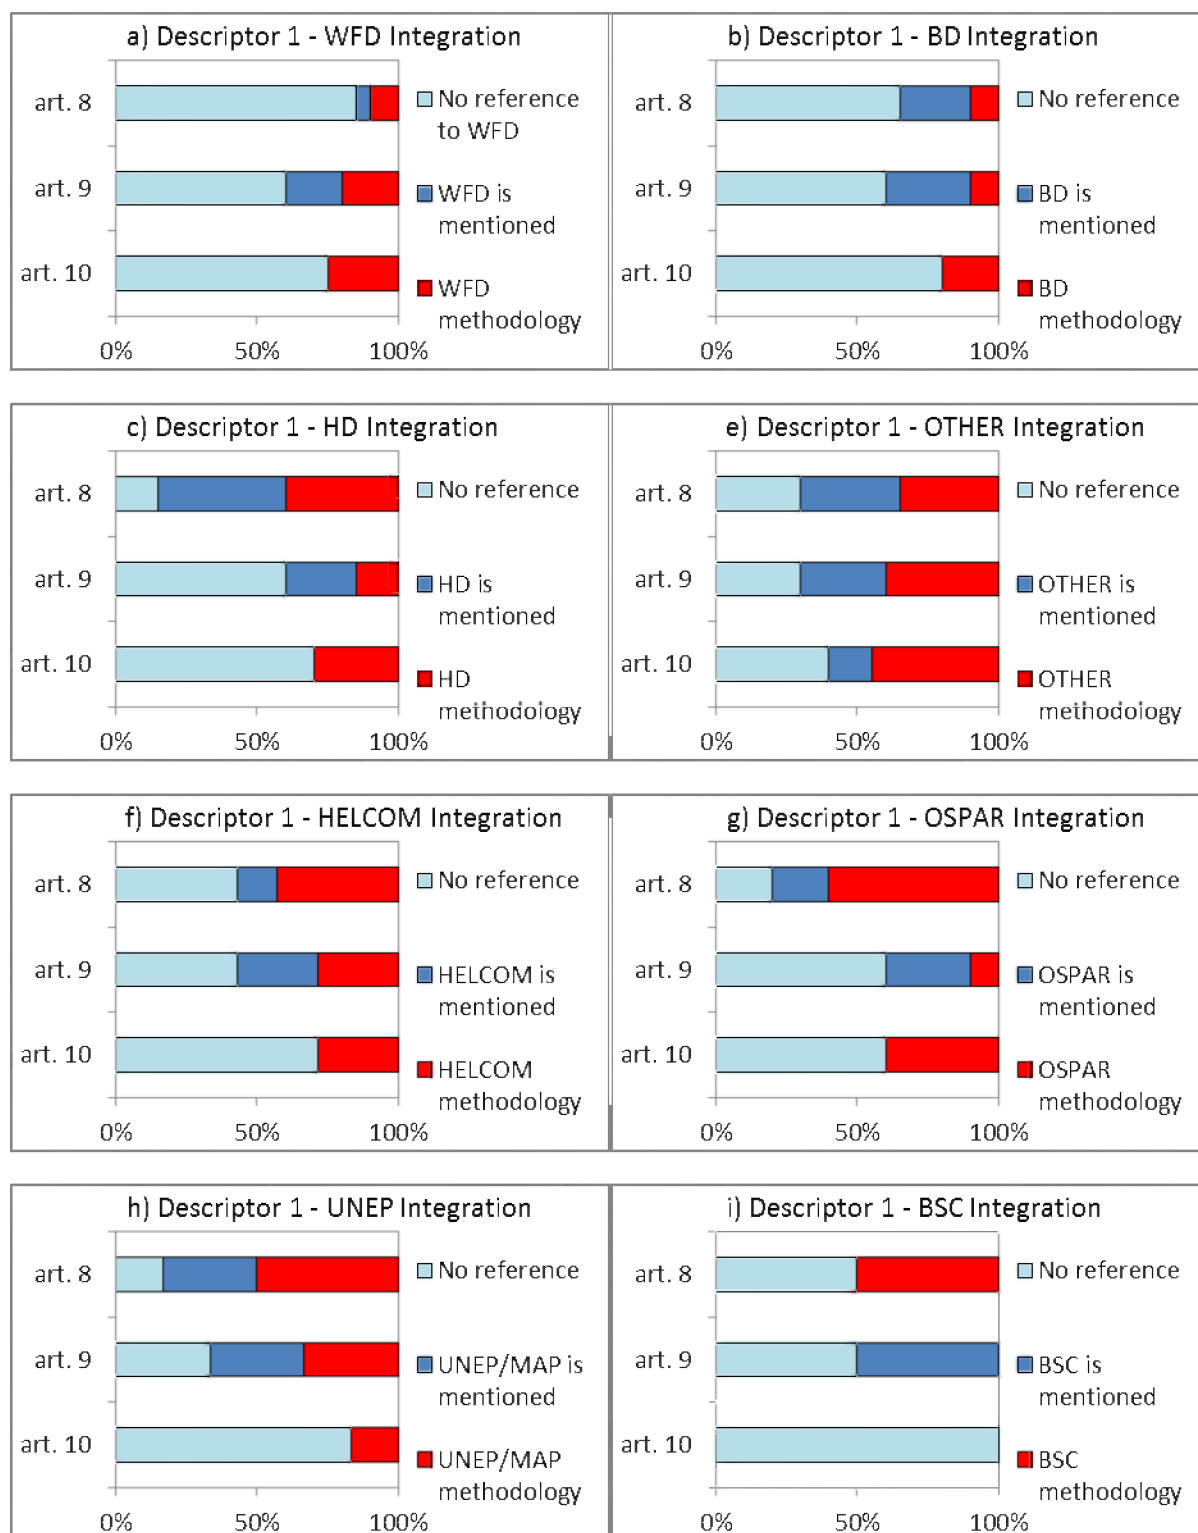 a) Descriptor 1 - WFD Integration
art. 8
art. 9
art. 10
0% 50% 100%
No reference
to WFD
WFD is
mentioned
WFD
methodology
b) Descriptor 1 - BD Integration
0% 50% 100%
No reference
BD is
mentioned
BD
methodology
c) Descriptor 1 - HD Integration
art. 8
art. 9
art. 10
0% 50% 100%
No reference
HD is
mentioned
HD
methodology
e) Descriptor 1 - OTHER Integration
0% 50% 100%
No reference
OTHER is
mentioned
OTHER
methodology
f) Descriptor 1 - HELCOM Integration
art. 8
art. 9
art. 10
0% 50% 100%
No reference
HELCOM is
mentioned
HELCOM
methodology
g) Descriptor 1 - OSPAR Integration
0% 50% 100%
No reference
OSPAR is
mentioned
OSPAR
methodology
h) Descriptor 1 - UNEP Integration
art. 8
art. 9
art. 10
0% 50% 100%
No reference
UNEP/MAP is
mentioned
UNEP/MAP
methodology
i) Descriptor 1 - BSC Integration
art. 8
art. 9
art. 10
0% 50% 100%
No reference
BSC is
mentioned
BSC
methodology
art. 8
art. 9
art. 10
art. 8
art. 9
art. 10
art. 8
art. 9
art. 10